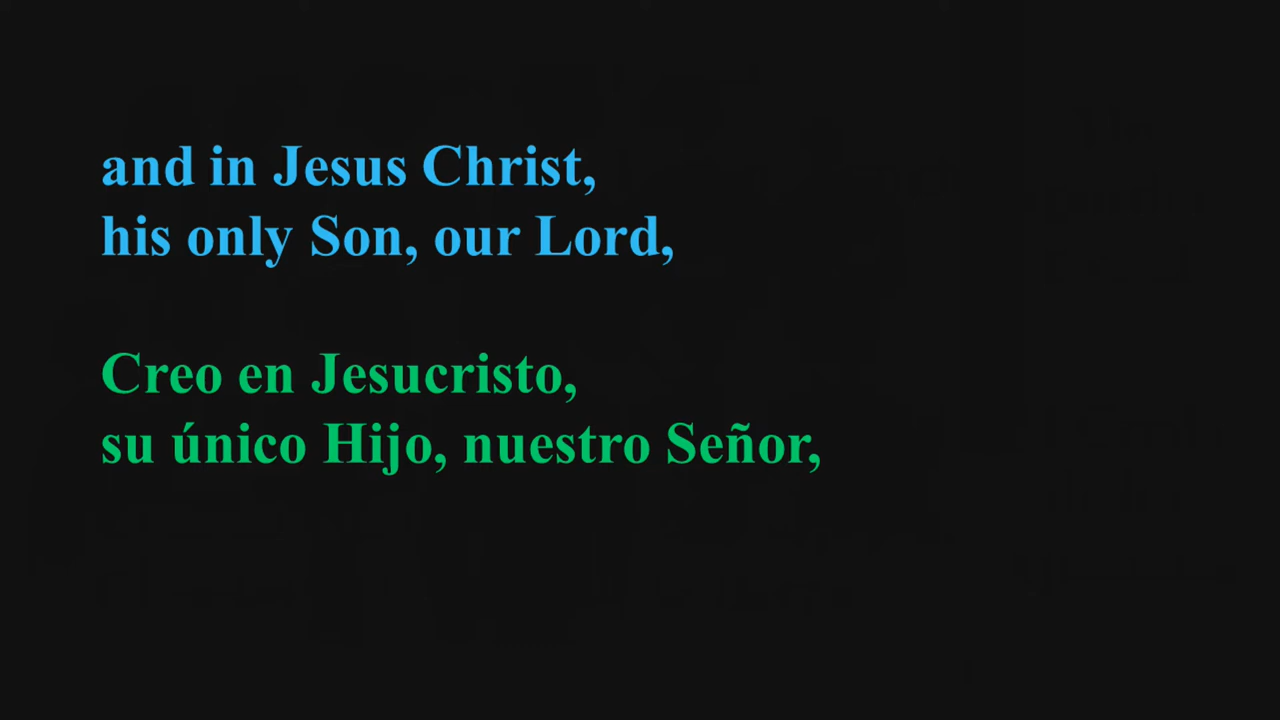 and in Jesus Christ,
his only Son, our Lord,
Creo en Jesucristo,
su único Hijo, nuestro Señor,